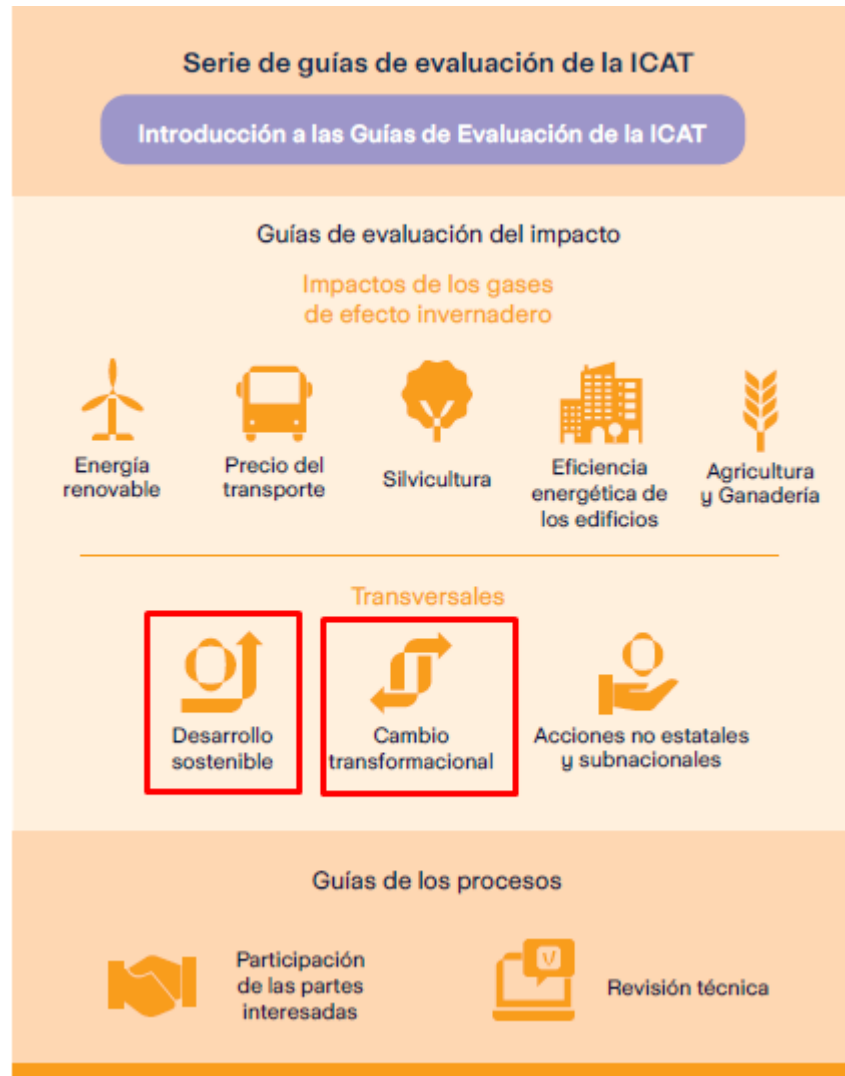 Serie de guías de evaluación de la ICAT
Introducción a las Guías de Evaluación de la ICAT
Guías de evaluación del impacto
Impactos de los gases
de efecto invernadero
Energía
renovable
Precio del
transporte
Silvicultura
Eficiencia
energética de
los edificios
Agricultura
y Ganadería
Transversales
Desarrollo
sostenible
Cambio
transformacional
Acciones no estatales
y subnacionales
Guías de los procesos
Participación
de las partes
interesadas
Revisión técnica